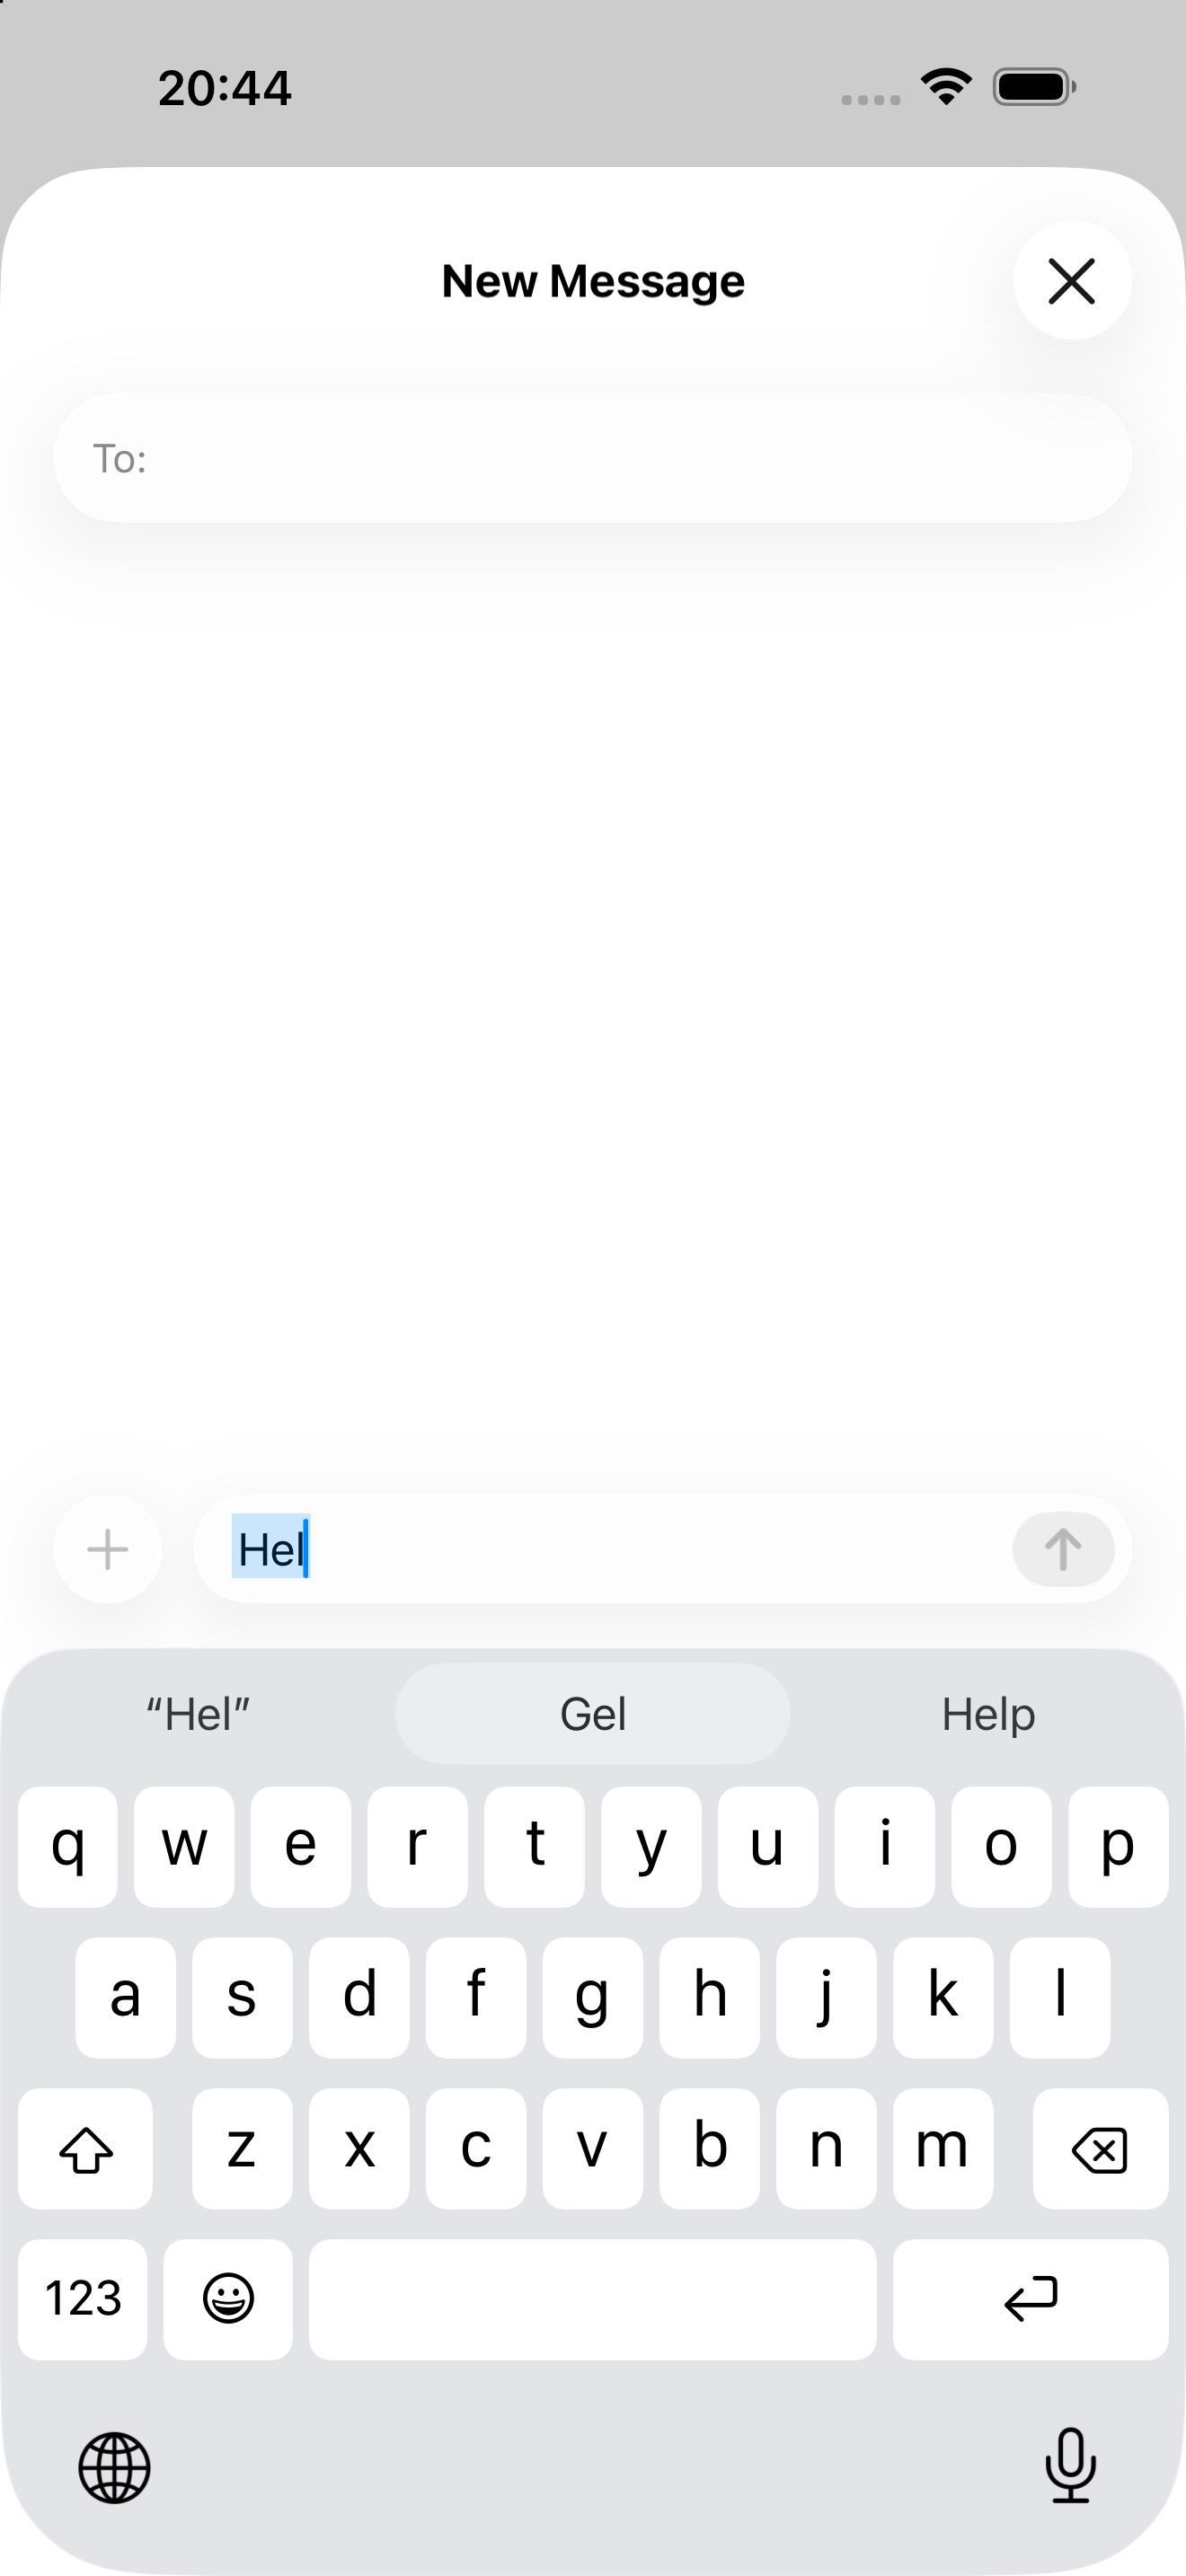 20:44
New Message
To:
Hel
“Hel” Gel Help
q w e r t y u i o p
a s d f g h j k l
z x c v b n m
123